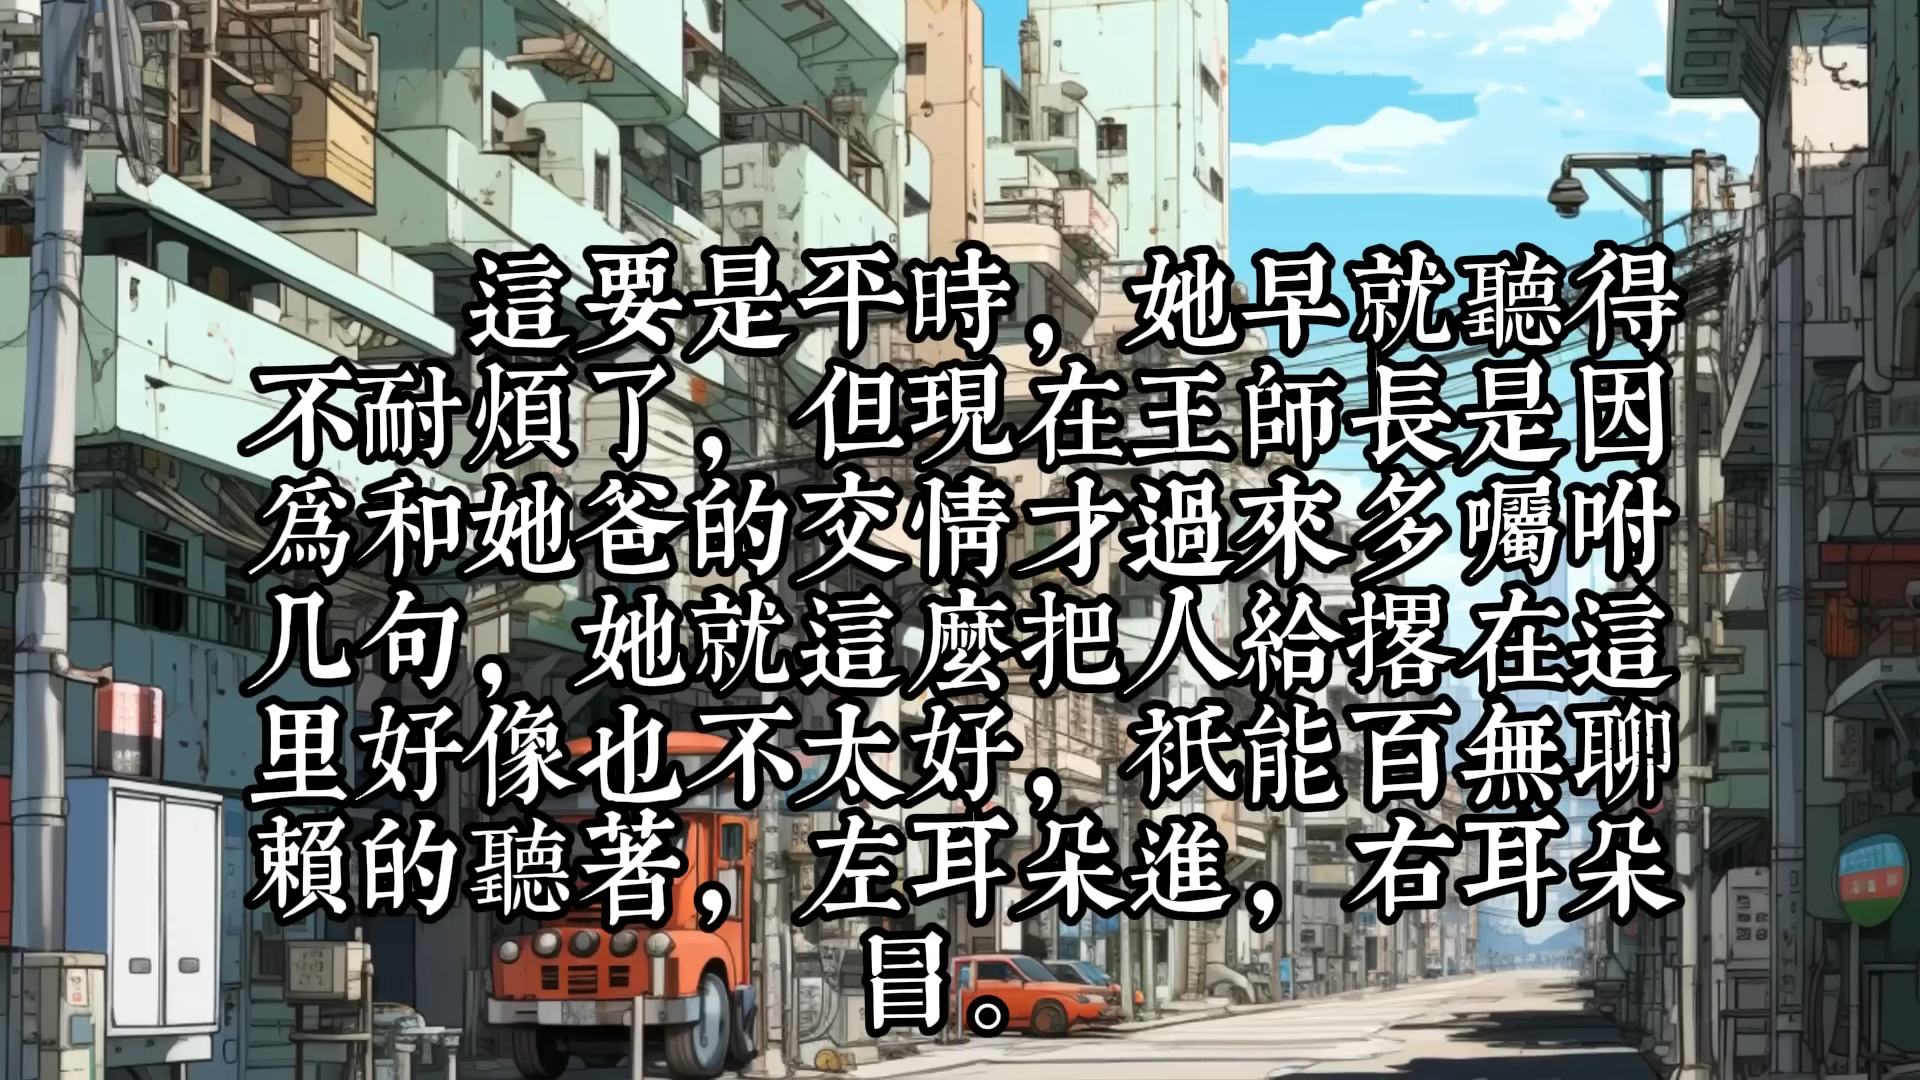 這要是平時，她早就聽得
不耐煩了，但現在王師長是因
爲和她爸的交情才過來多囑咐
几句，她就這麼把人給撂在這
里好像也不太好，衹能百無聊
賴的聽著，左耳朵進，右耳朵
冒。